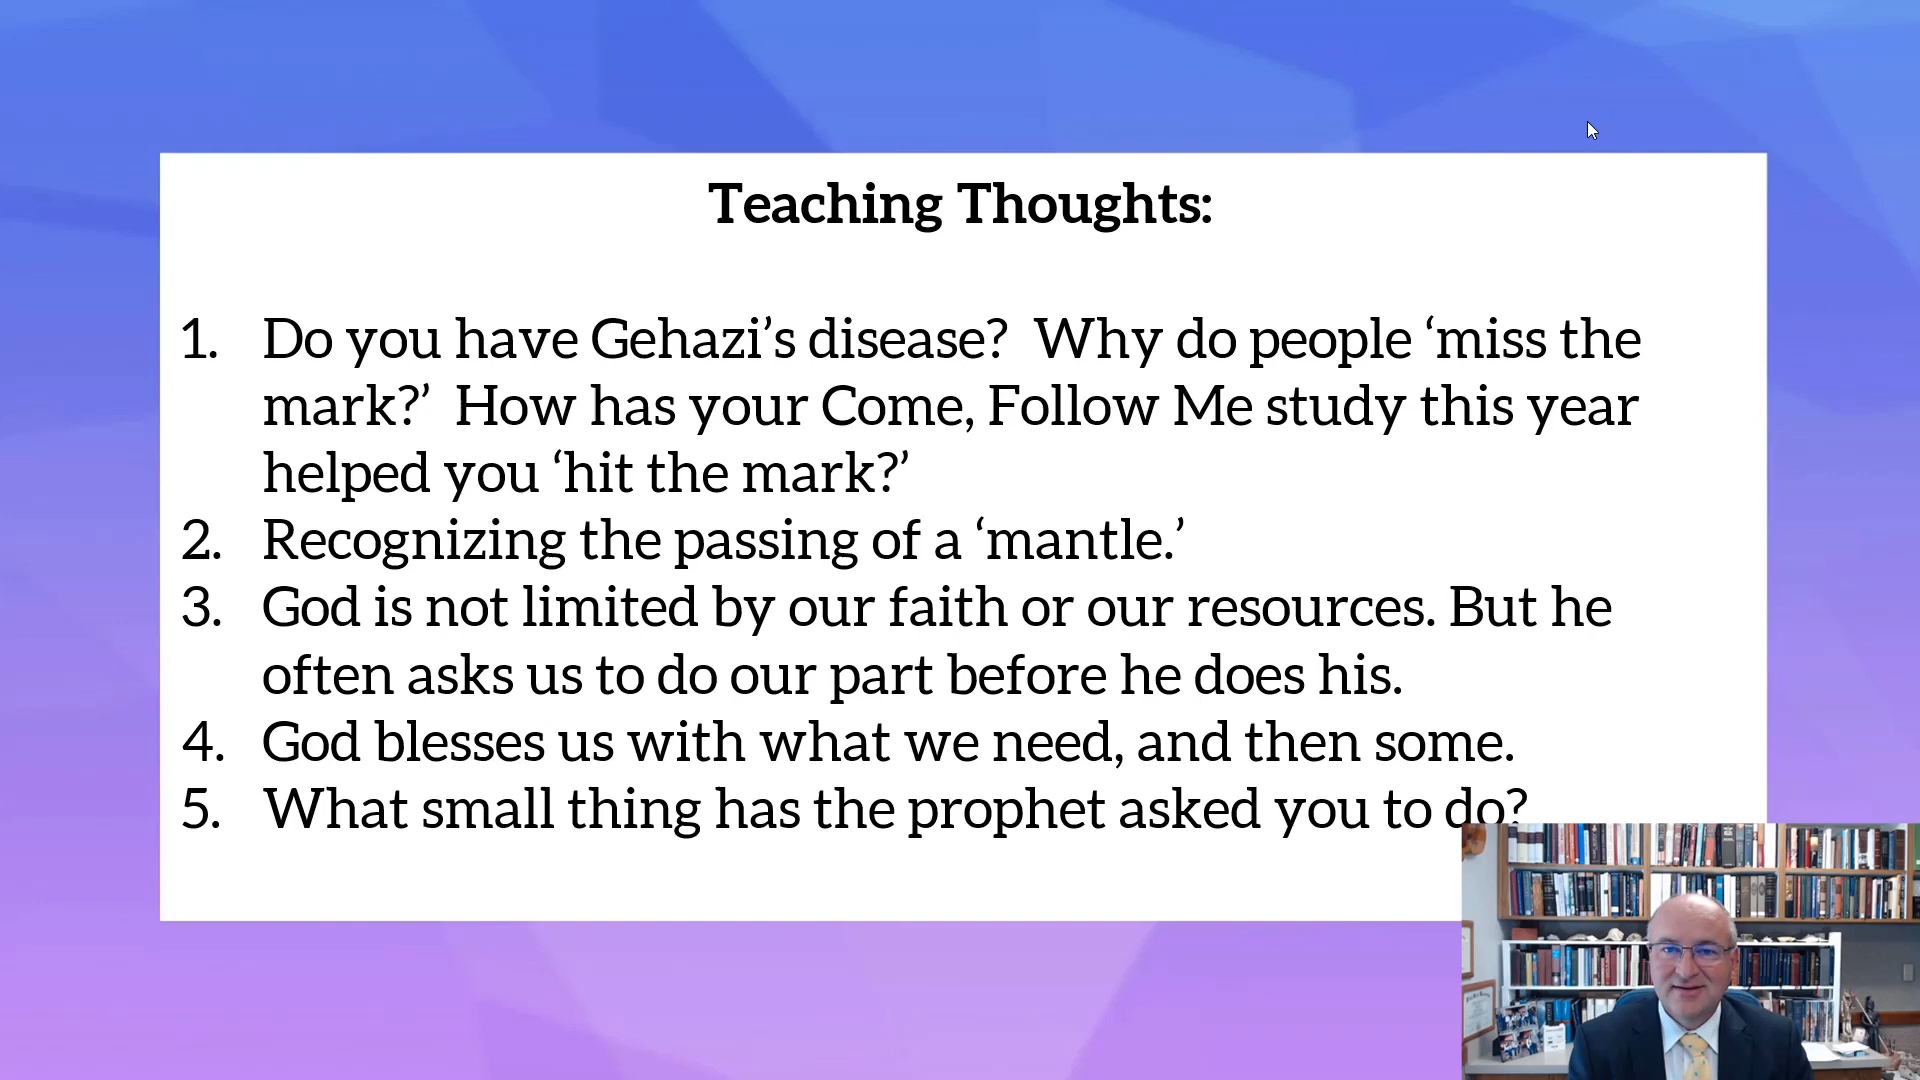 Teaching Thoughts:
1. Do you have Gehazi’s disease?  Why do people ‘miss the
mark?’  How has your Come, Follow Me study this year
helped you ‘hit the mark?’
2. Recognizing the passing of a ‘mantle.’
3. God is not limited by our faith or our resources. But he
often asks us to do our part before he does his.
4. God blesses us with what we need, and then some.
5. What small thing has the prophet asked you to do?